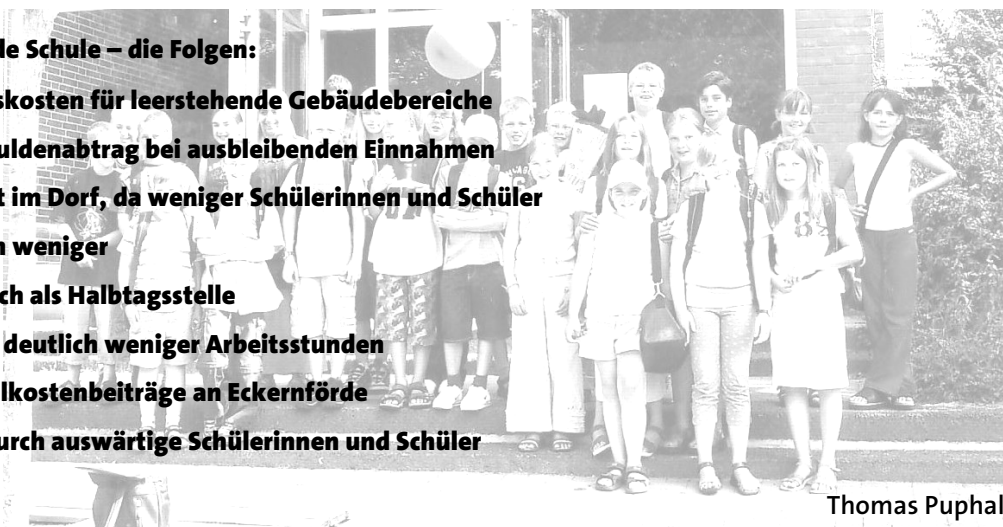 le Schule – die Folgen:
skosten für leerstehende Gebäudebereiche
uldenabtrag bei ausbleibenden Einnahmen
t im Dorf, da weniger Schülerinnen und Schüler
n weniger
ch als Halbtagsstelle
deutlich weniger Arbeitsstunden
lkostenbeiträge an Eckernförde
urch auswärtige Schülerinnen und Schüler
Thomas Puphal